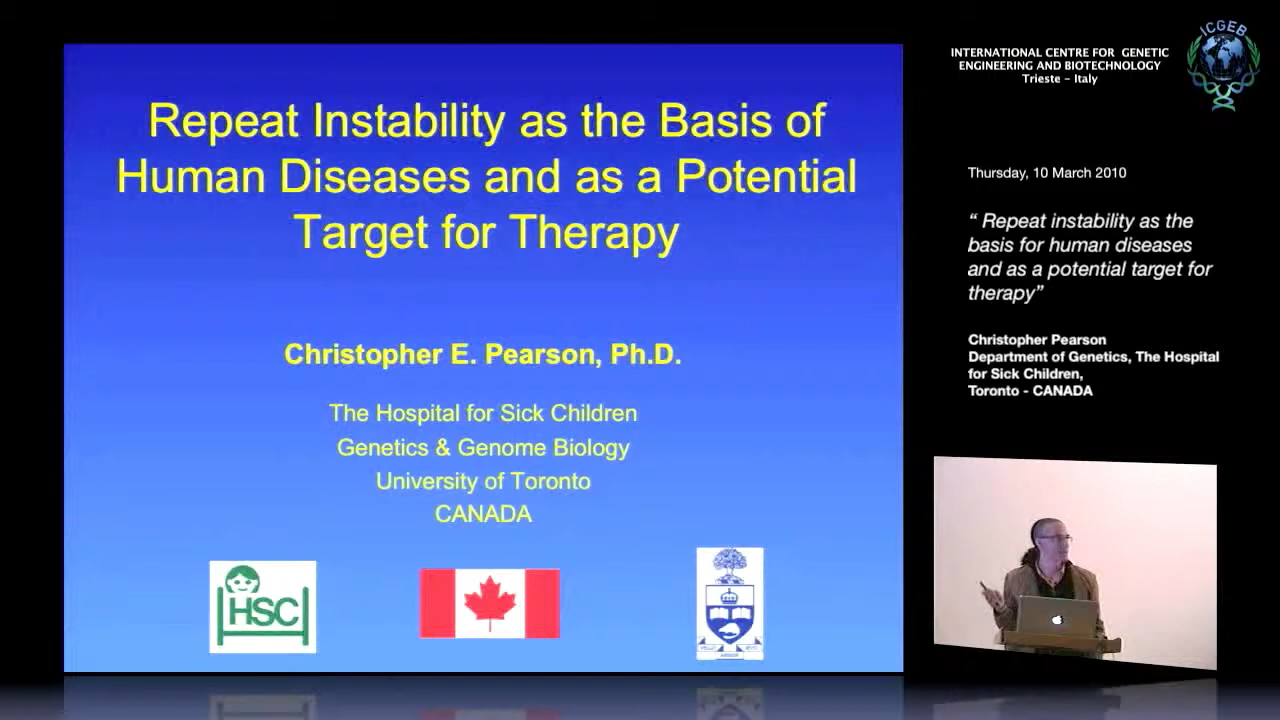 Repeat Instability as the Basis of
Human Diseases and as a Potential
Target for Therapy
Christopher E. Pearson, Ph.D.
The Hospital for Sick Children
Genetics & Genome Biology
University of Toronto
CANADA
HSC
ICGEB
INTERNATIONAL CENTRE FOR GENETIC
ENGINEERING AND BIOTECHNOLOGY
Trieste – Italy
Thursday, 10 March 2010
“ Repeat instability as the
basis for human diseases
and as a potential target for
therapy”
Christopher Pearson
Department of Genetics, The Hospital
for Sick Children,
Toronto - CANADA